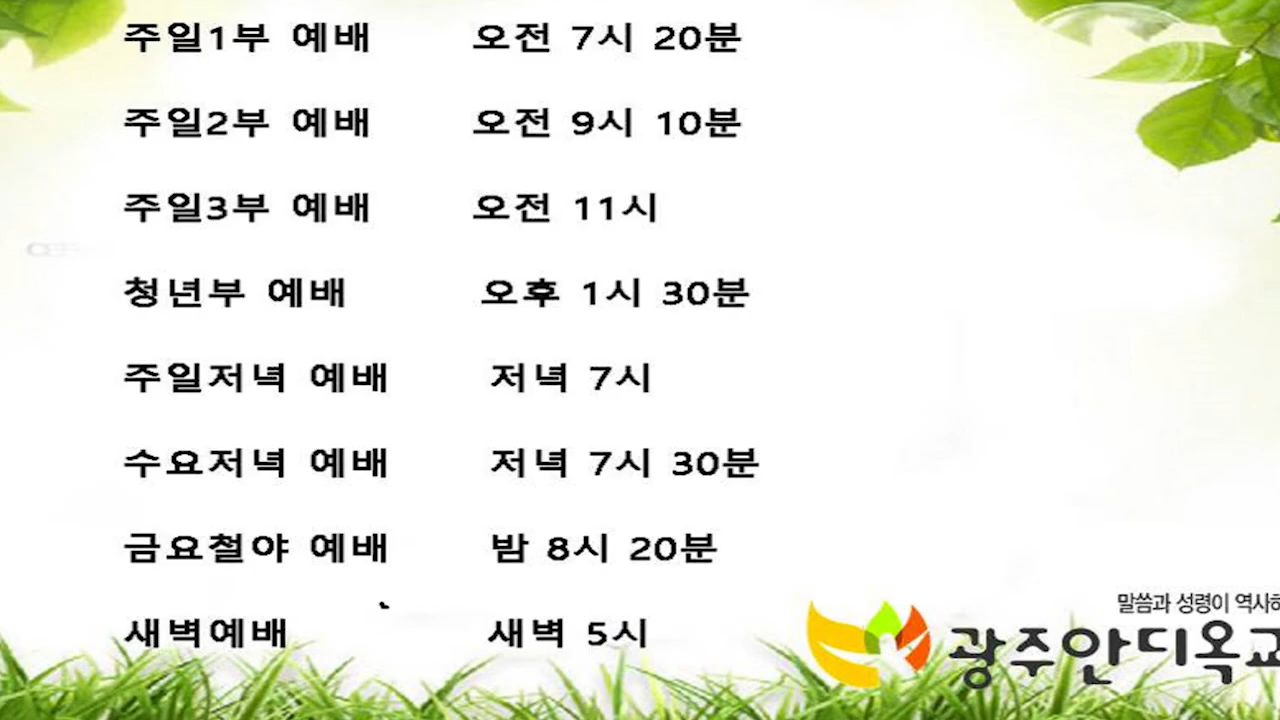 주일1부 예배 오전 7시 20분
주일2부 예배 오전 9시 10분
주일3부 예배 오전 11시
청년부 예배 오후 1시 30분
주일저녁 예배 저녁 7시
수요저녁 예배 저녁 7시 30분
금요철야 예배 밤 8시 20분
새벽예배 새벽 5시
말씀과 성령이
광주안디옥교